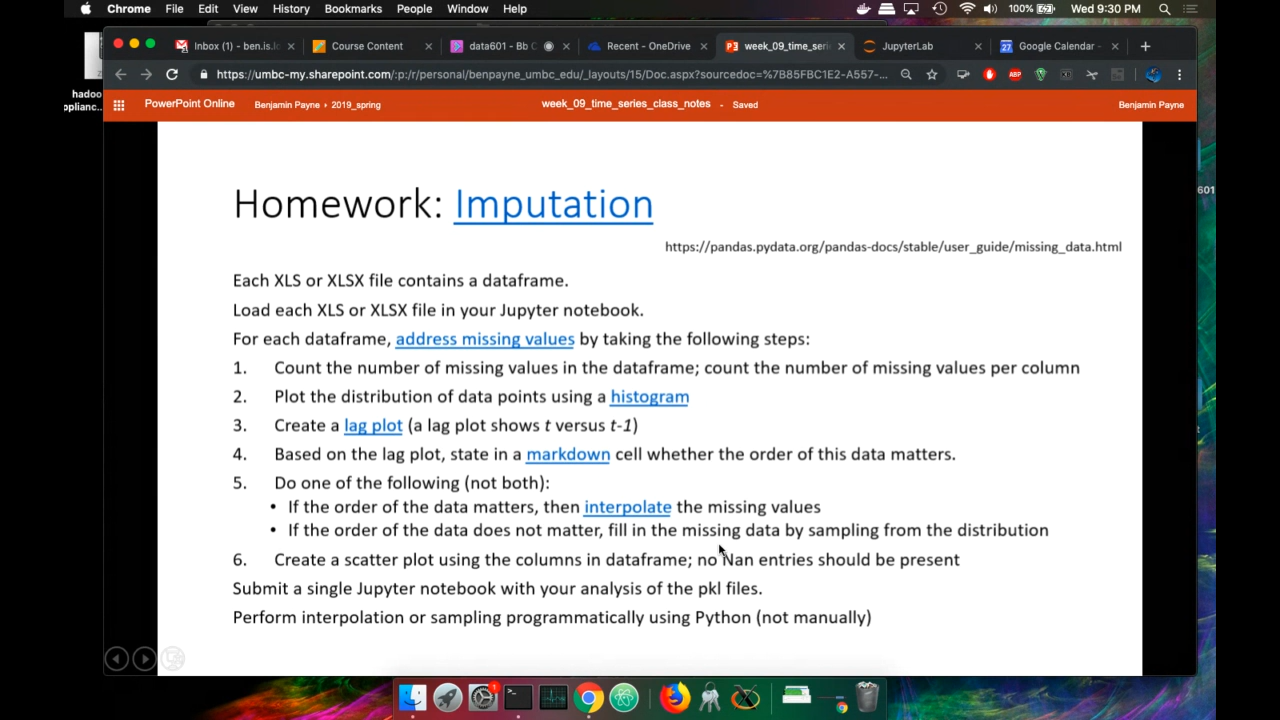 Chrome File Edit View History Bookmarks People Window Help 100% Wed 9:30 PM
Inbox (1) - ben.is.l Course Content data601 - Bb C Recent - OneDrive week_09_time_seri JupyterLab Google Calendar -
https://umbc-my.sharepoint.com/:p:/r/personal/benpayne_umbc_edu/_layouts/15/Doc.aspx?sourcedoc=%7B85FBC1E2-A557-...
hadoo
pplianc...
PowerPoint Online Benjamin Payne › 2019_spring week_09_time_series_class_notes - Saved Benjamin Payne
Homework: Imputation
https://pandas.pydata.org/pandas-docs/stable/user_guide/missing_data.html
601
Each XLS or XLSX file contains a dataframe.
Load each XLS or XLSX file in your Jupyter notebook.
For each dataframe, address missing values by taking the following steps:
1. Count the number of missing values in the dataframe; count the number of missing values per column
2. Plot the distribution of data points using a histogram
3. Create a lag plot (a lag plot shows t versus t-1)
4. Based on the lag plot, state in a markdown cell whether the order of this data matters.
5. Do one of the following (not both):
• If the order of the data matters, then interpolate the missing values
• If the order of the data does not matter, fill in the missing data by sampling from the distribution
6. Create a scatter plot using the columns in dataframe; no Nan entries should be present
Submit a single Jupyter notebook with your analysis of the pkl files.
Perform interpolation or sampling programmatically using Python (not manually)